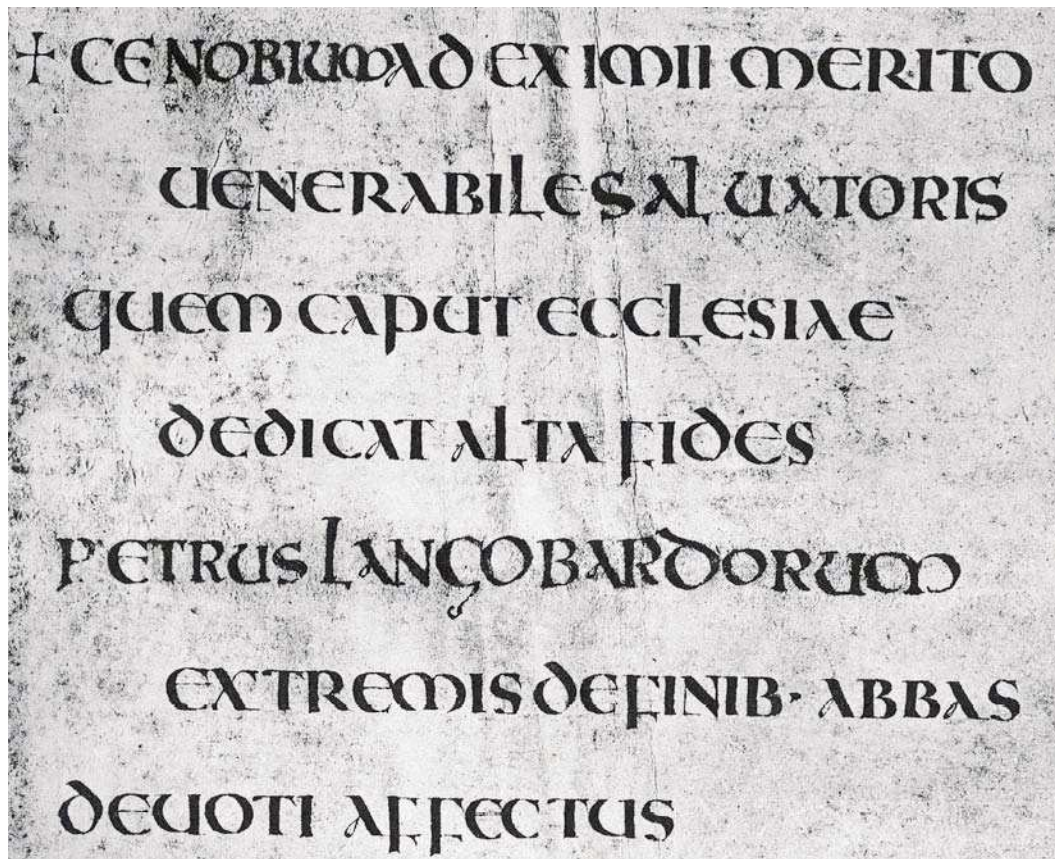 + CENOBIUM AD EXIMII MERITO
UENERABILE SALUATORIS
QUEM CAPUT ECCLESIAE
DEDICAT ALTA FIDES
PETRUS LANGOBARDORUM
EXTREMIS DE FINIB· ABBAS
DEUOTI AFFECTUS